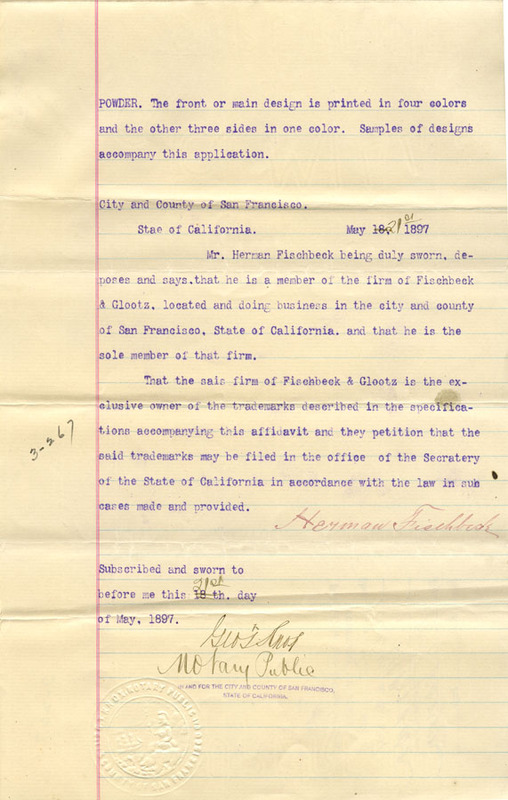 POWDER. The front or main design is printed in four colors
and the other three sides in one color. Samples of designs
accompany this application.
City and County of San Francisco.
Stae of California. May 18. 21st 1897
Mr. Herman Fischbeck being duly sworn, de-
poses and says.that he is a member of the firm of Fischbeck
& Glootz, located and doing business in the city and county
of San Francisco, State of California. and that he is the
sole member of that firm.
That the sais firm of Fischbeck & Glootz is the ex-
clusive owner of the trademarks described in the specifica-
tions accompanying this affidavit and they petition that the
said trademarks may be filed in the office of the Secratery
3-267
of the State of California in accordance with the law in sub
cases made and provided.
Herman Fischbeck
Subscribed and sworn to
21st
before me this 18 th. day
of May, 1897.
Geo T Knox
Notary Public
IN AND FOR THE CITY AND COUNTY OF SAN FRANCISCO,
STATE OF CALIFORNIA.